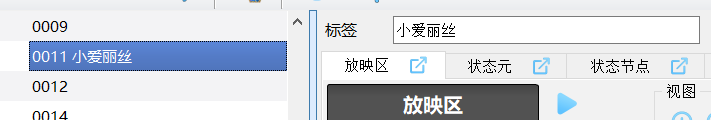 0009
0011 小爱丽丝
0012
0014
标签 小爱丽丝
放映区 状态元 状态节点
放映区
视图